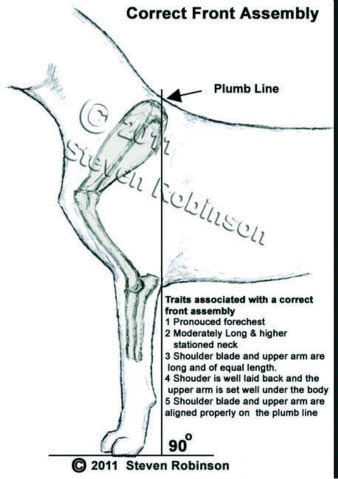 Correct Front Assembly
Plumb Line
© 2011
Steven Robinson
Traits associated with a correct
front assembly
1 Pronouced forechest
2 Moderately Long & higher
stationed neck
3 Shoulder blade and upper arm are
long and of equal length.
4 Shouder is well laid back and the
upper arm is set well under the body
5 Shoulder blade and upper arm are
aligned properly on the plumb line
90°
© 2011 Steven Robinson